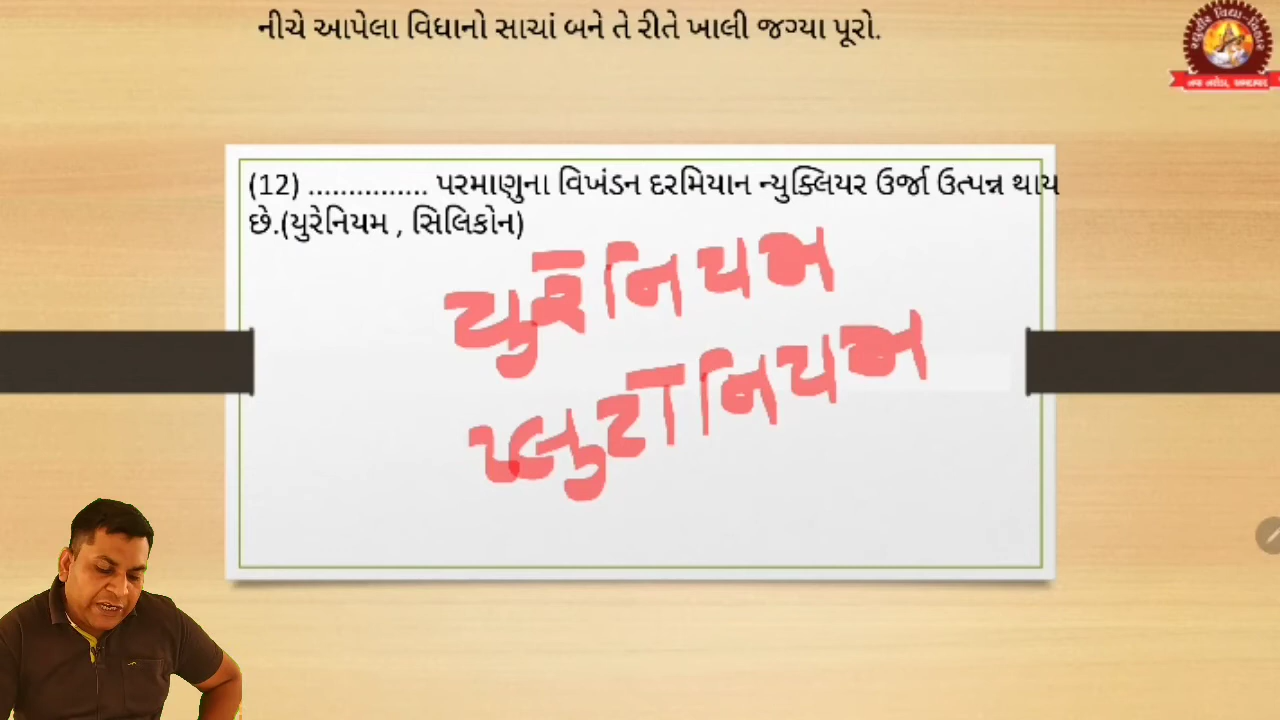 નીચે આપેલા વિધાનો સાચાં બને તે રીતે ખાલી જગ્યા પૂરો.
(12) ............... પરમાણુના વિખંડન દરમિયાન ન્યુક્લિયર ઉર્જા ઉત્પન્ન થાય
છે.(યુરેનિયમ , સિલિકોન)
યુરેનિયમ
પ્લુટોનિયમ